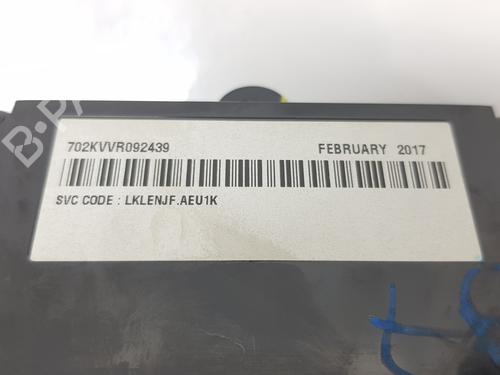 702KVVR092439 FEBRUARY 2017
SVC CODE : LKLENJF.AEU1K